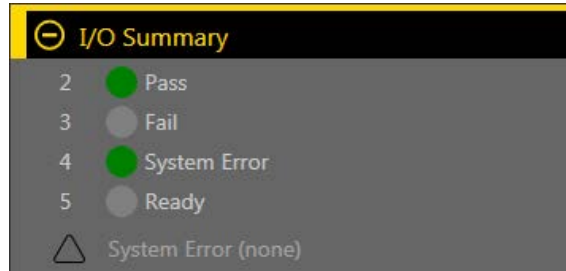 I/O Summary
2 Pass
3 Fail
4 System Error
5 Ready
System Error (none)